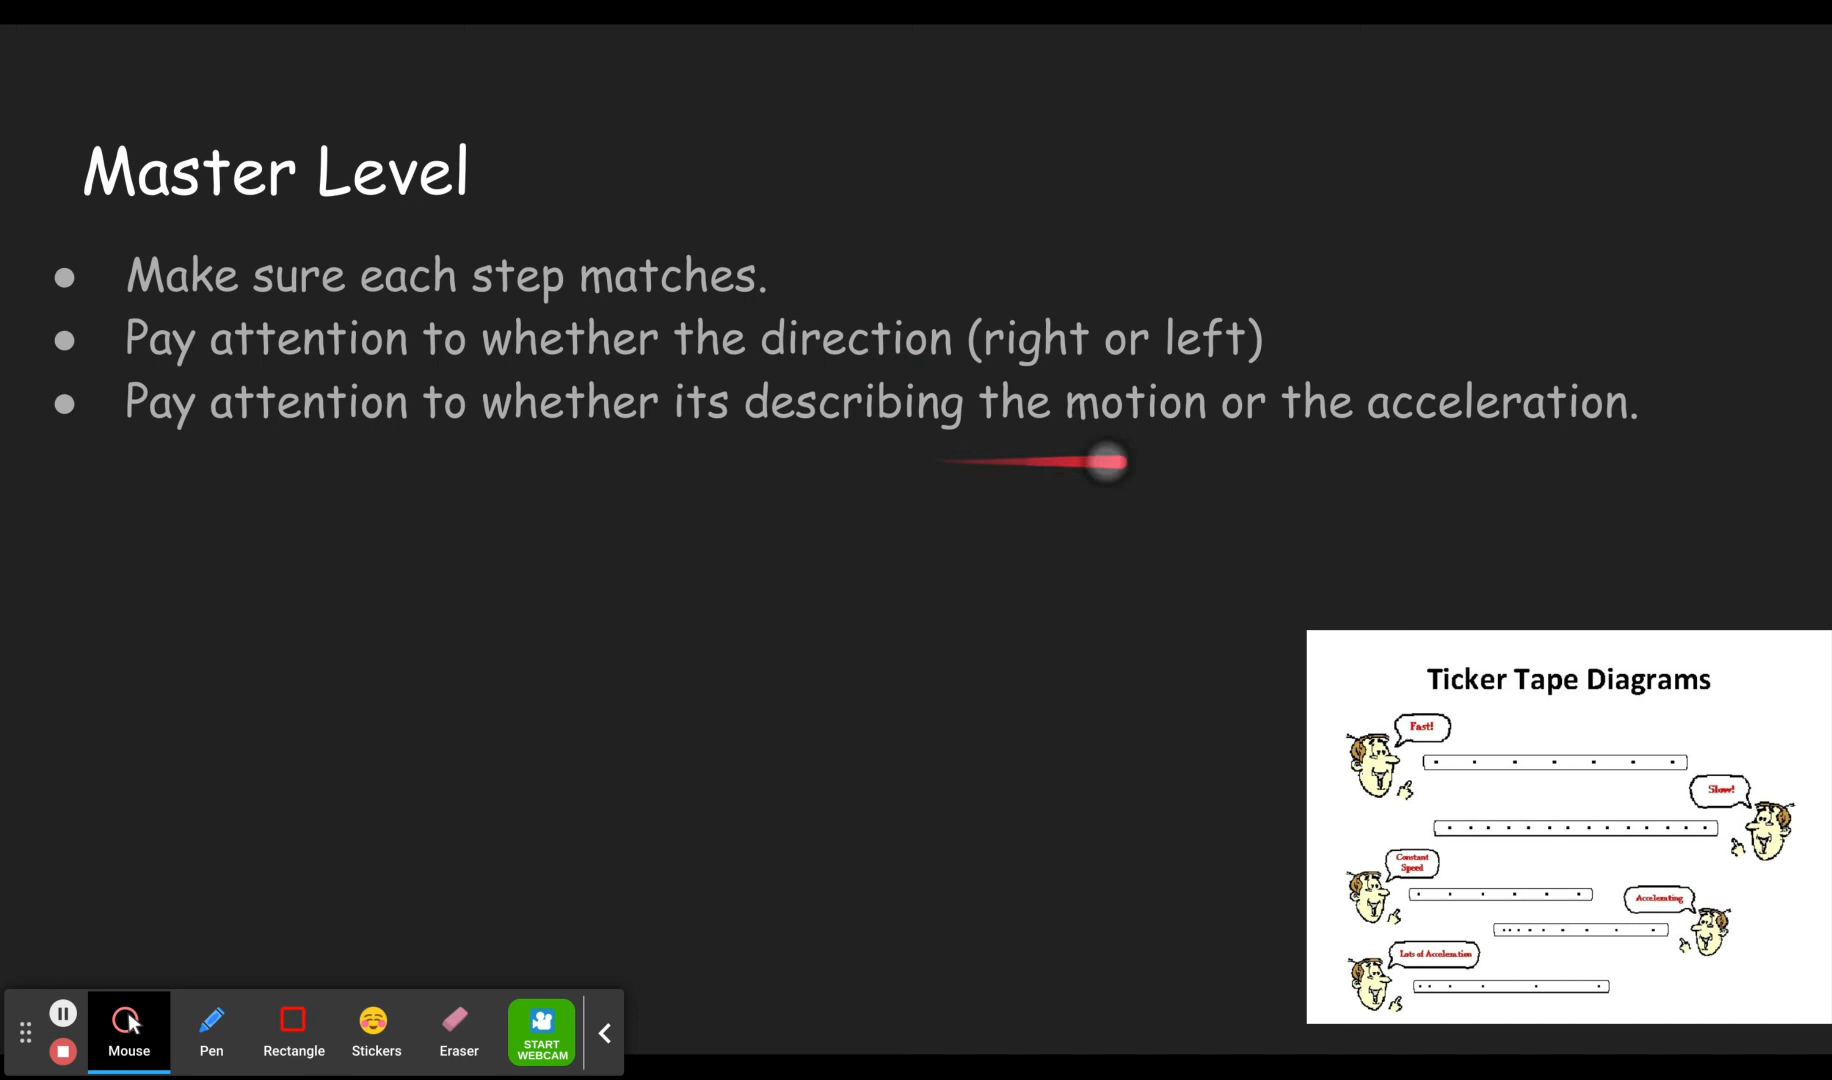 Master Level
● Make sure each step matches.
● Pay attention to whether the direction (right or left)
● Pay attention to whether its describing the motion or the acceleration.
Ticker Tape Diagrams
Fast!
Slow!
Constant
Speed
Accelerating
Lots of Acceleration
Mouse
Pen
Rectangle
Stickers
Eraser
START
WEBCAM